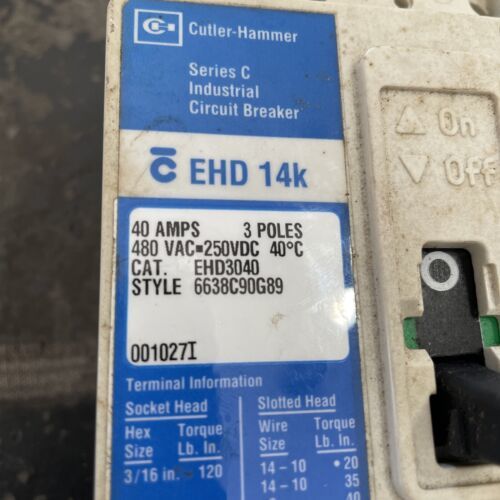 CH Cutler-Hammer
Series C
Industrial
Circuit Breaker
On
Off
C EHD 14k
40 AMPS 3 POLES
480 VAC▪250VDC 40°C
CAT. EHD3040
STYLE 6638C90G89
001027I
Terminal Information
Socket Head Slotted Head
Hex Torque Wire Torque
Size Lb. In. Size Lb. In.
3/16 in.- 120 14 - 10 • 20
14 - 10 35
40